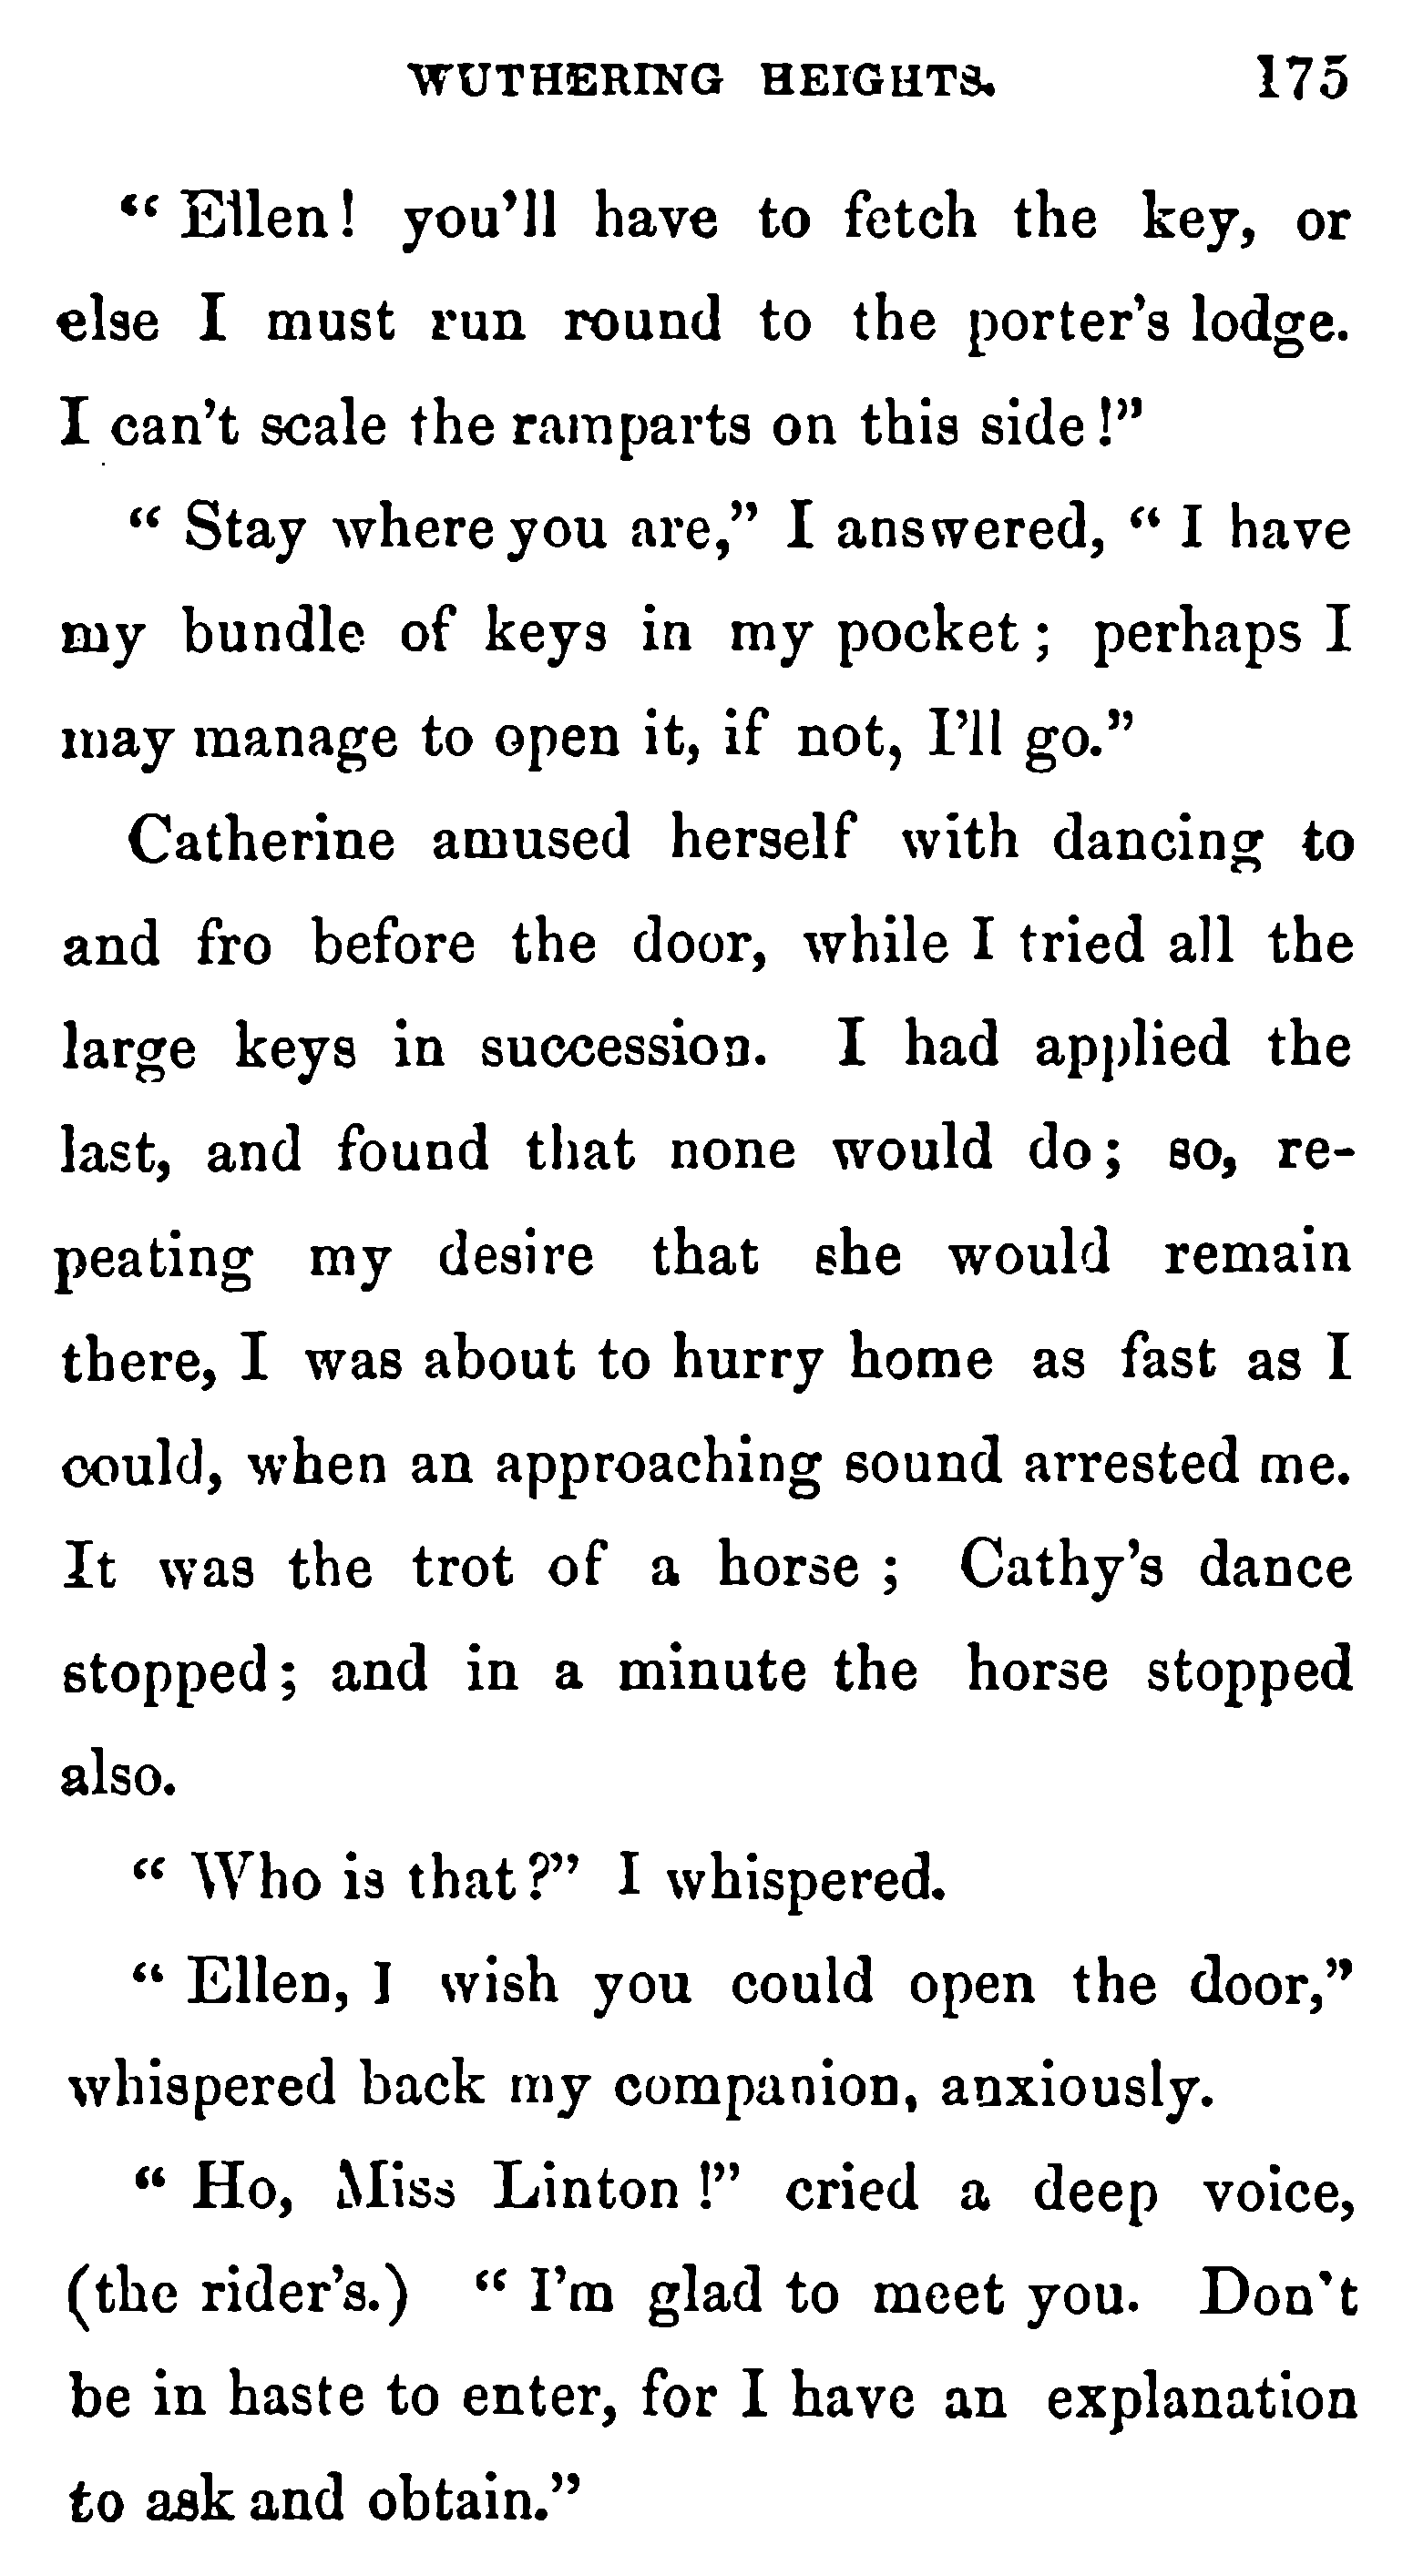 WUTHERING HEIGHTS. 175
“ Ellen! you’ll have to fetch the key, or
else I must run round to the porter’s lodge.
I can’t scale the ramparts on this side!”
“ Stay where you are,” I answered, “ I have
my bundle of keys in my pocket; perhaps I
may manage to open it, if not, I’ll go.”
Catherine amused herself with dancing to
and fro before the door, while I tried all the
large keys in succession. I had applied the
last, and found that none would do; so, re-
peating my desire that she would remain
there, I was about to hurry home as fast as I
could, when an approaching sound arrested me.
It was the trot of a horse ; Cathy’s dance
stopped; and in a minute the horse stopped
also.
“ Who is that?” I whispered.
“ Ellen, I wish you could open the door,”
whispered back my companion, anxiously.
“ Ho, Miss Linton!” cried a deep voice,
(the rider’s.) “ I’m glad to meet you. Don’t
be in haste to enter, for I have an explanation
to ask and obtain.”